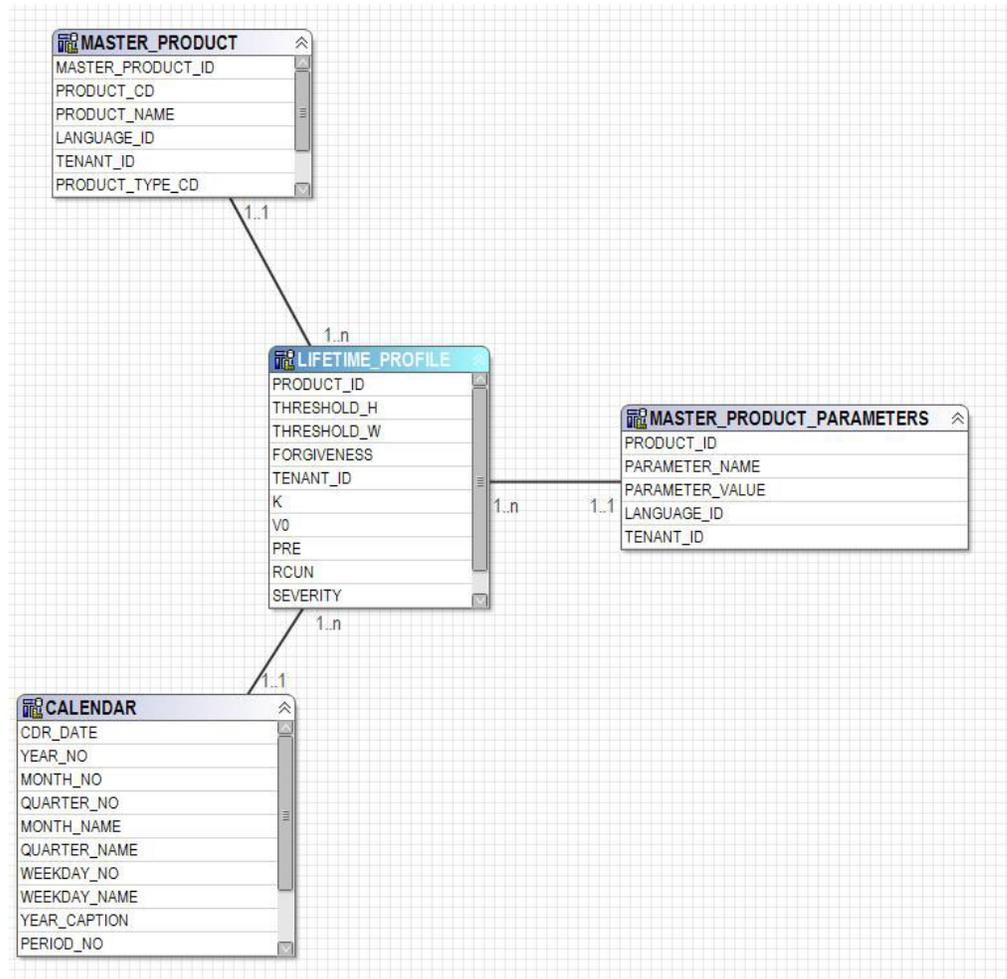 MASTER_PRODUCT
MASTER_PRODUCT_ID
PRODUCT_CD
PRODUCT_NAME
LANGUAGE_ID
TENANT_ID
PRODUCT_TYPE_CD
1..1
1..n
LIFETIME_PROFILE
PRODUCT_ID
THRESHOLD_H
THRESHOLD_W
FORGIVENESS
TENANT_ID
K
V0
PRE
RCUN
SEVERITY
1..n
1..1
MASTER_PRODUCT_PARAMETERS
PRODUCT_ID
PARAMETER_NAME
PARAMETER_VALUE
LANGUAGE_ID
TENANT_ID
1..n
1..1
CALENDAR
CDR_DATE
YEAR_NO
MONTH_NO
QUARTER_NO
MONTH_NAME
QUARTER_NAME
WEEKDAY_NO
WEEKDAY_NAME
YEAR_CAPTION
PERIOD_NO